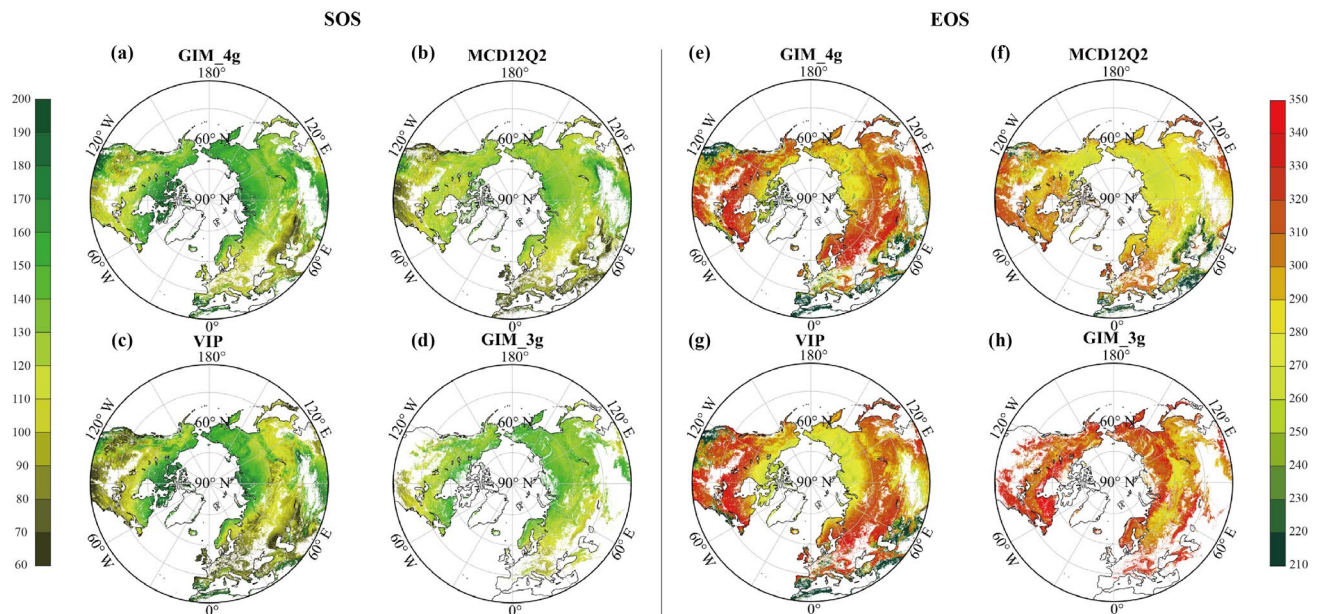 SOS
EOS
(a) GIM_4g
(b) MCD12Q2
(e) GIM_4g
(f) MCD12Q2
180°
120° W
120° E
60° N
90° N
60° W
60° E
0°
180°
120° W
120° E
60° N
90° N
60° W
60° E
0°
180°
120° W
120° E
60° N
90° N
60° W
60° E
0°
180°
120° W
120° E
60° N
90° N
60° W
60° E
0°
(c) VIP
(d) GIM_3g
(g) VIP
(h) GIM_3g
180°
120° W
120° E
60° N
90° N
60° W
60° E
0°
180°
120° W
120° E
60° N
90° N
60° W
60° E
0°
180°
120° W
120° E
60° N
90° N
60° W
60° E
0°
180°
120° W
120° E
60° N
90° N
60° W
60° E
0°
200
190
180
170
160
150
140
130
120
110
100
90
80
70
60
350
340
330
320
310
300
290
280
270
260
250
240
230
220
210